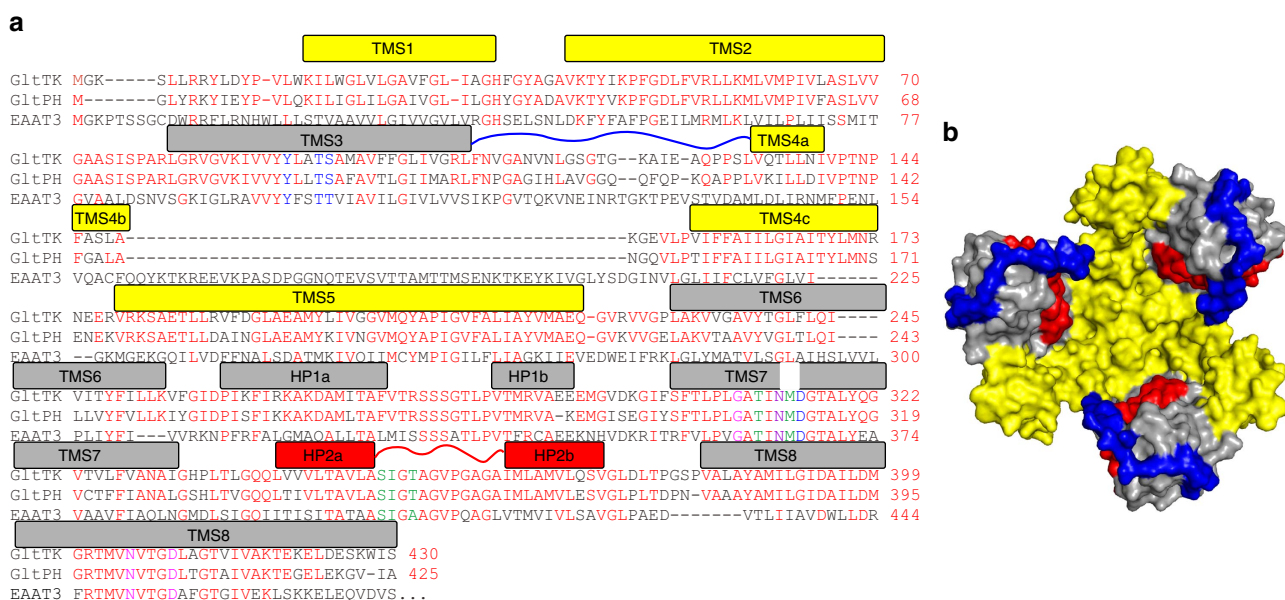 a
TMS1 TMS2
GltTK MGK-----SLLRRYLDYP-VLWKILWGLVLGAVFGL-IAGHFGYAGAVKTYIKPFGDLFVRLLKMLVMPIVLASLVV 70
GltPH M-------GLYRKYIEYP-VLQKILIGLILGAIVGL-ILGHYGYADAVKTYVKPFGDLFVRLLKMLVMPIVFASLVV 68
EAAT3 MGKPTSSGCDWRRFLRNHWLLLSTVAAVVLGIVVGVLVRGHSELSNLDKFYFAFPGEILMRMLKLVILPLIISSMIT 77
TMS3 TMS4a
GltTK GAASISPARLGRVGVKIVVYYLATSAMAVFFGLIVGRLFNVGANVNLGSGTG--KAIE-AQPPSLVQTLLNIVPTNP 144
GltPH GAASISPARLGRVGVKIVVYYLLTSAFAVTLGIIMARLFNPGAGIHLAVGGQ--QFQP-KQAPPLVKILLDIVPTNP 142
EAAT3 GVAALDSNVSGKIGLRAVVYYFSTTVIAVILGIVLVVSIKPGVTQKVNEINRTGKTPEVSTVDAMLDLIRNMFPENL 154
TMS4b TMS4c
GltTK FASLA-----------------------------------------------KGEVLPVIFFAIILGIAITYLMNR 173
GltPH FGALA-----------------------------------------------NGQVLPTIFFAIILGIAITYLMNS 171
EAAT3 VQACFQQYKTKREEVKPASDPGGNQTEVSVTTAMTTMSENKTKEYKIVGLYSDGINVLGLIIFCLVFGLVI------ 225
TMS5 TMS6
GltTK NEERVRKSAETLLRVFDGLAEAMYLIVGGVMQYAPIGVFALIAYVMAEQ-GVRVVGPLAKVVGAVYTGLFLQI---- 245
GltPH ENEKVRKSAETLLDAINGLAEAMYKIVNGVMQYAPIGVFALIAYVMAEQ-GVKVVGELAKVTAAVYVGLTLQI---- 243
EAAT3 --GKMGEKGQILVDFFNALSDATMKIVQIIMCYMPIGILFLIAGKIIEVEDWEIFRKLGLYMATVLSGLAIHSLVVL 300
TMS6 HP1a HP1b TMS7
GltTK VITYFILLKVFGIDPIKFIRKAKDAMITAFVTRSSSGTLPVTMRVAEEEMGVDKGIFSFTLPLGATINMDGTALYQG 322
GltPH LLVYFVLLKIYGIDPISFIKHAKDAMLTAFVTRSSSGTLPVTMRVA-KEMGISEGIYSFTLPLGATINMDGTALYQG 319
EAAT3 PLIYFI---VVRKNPFRFALGMAQALLTALMISSSSATLPVTFRCAEEKNHVDKRITRFVLPVGATINMDGTALYEA 374
TMS7 HP2a HP2b TMS8
GltTK VTVLFVANAIGHPLTLGQQLVVVLTAVLASIGTAGVPGAGAIMLAMVLQSVGLDLTPGSPVALAYAMILGIDAILDM 399
GltPH VCTFFIANALGSHLTVGQQLTIVLTAVLASIGTAGVPGAGAIMLAMVLESVGLPLTDPN-VAAAYAMILGIDAILDM 395
EAAT3 VAAVFIAQLNGMDLSIGQIITISITATAASIGAAGVPQAGLVTMVIVLSAVGLPAED-------VTLIIAVDWLLDR 444
TMS8
GltTK GRTMVNVTGDLAGTVIVAKTEKELDESKWIS 430
GltPH GRTMVNVTGDLTGTAIVAKTEGELEKGV-IA 425
EAAT3 FRTMVNVTGDAFGTGIVEKLSKKELEQVDVS...
b